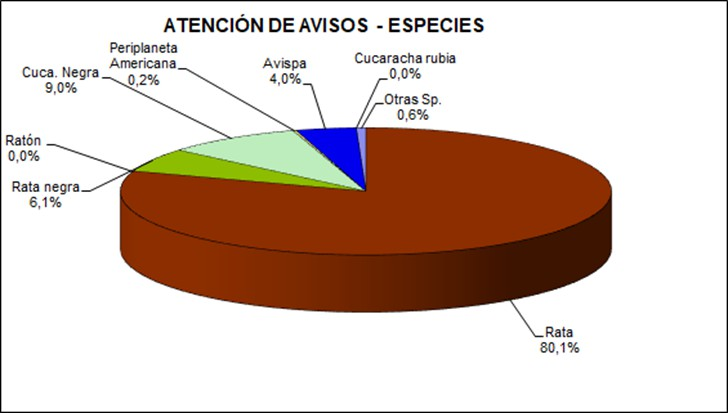 ATENCIÓN DE AVISOS - ESPECIES
Periplaneta
Americana
0,2%
Cuca. Negra
9,0%
Avispa
4,0%
Cucaracha rubia
0,0%
Otras Sp.
0,6%
Ratón
0,0%
Rata negra
6,1%
Rata
80,1%